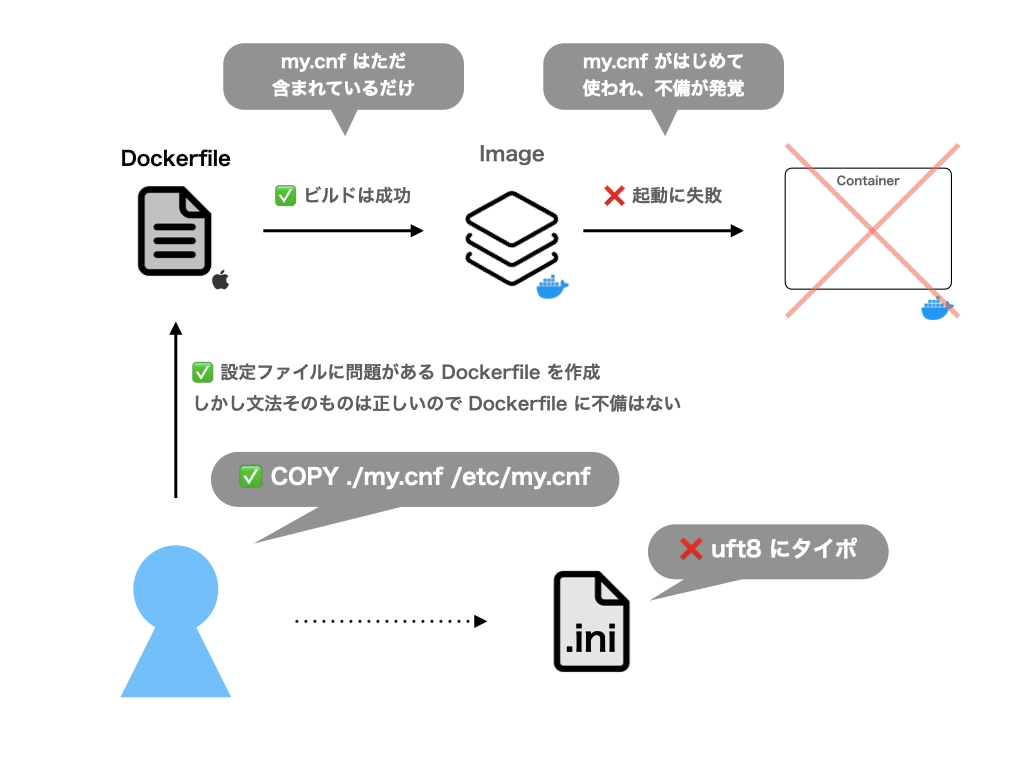 my.cnf はただ
含まれているだけ
my.cnf がはじめて
使われ、不備が発覚
Dockerfile
✅ ビルドは成功
Image
❌ 起動に失敗
Container
✅ 設定ファイルに問題がある Dockerfile を作成
しかし文法そのものは正しいので Dockerfile に不備はない
✅ COPY ./my.cnf /etc/my.cnf
❌ uft8 にタイポ
.ini